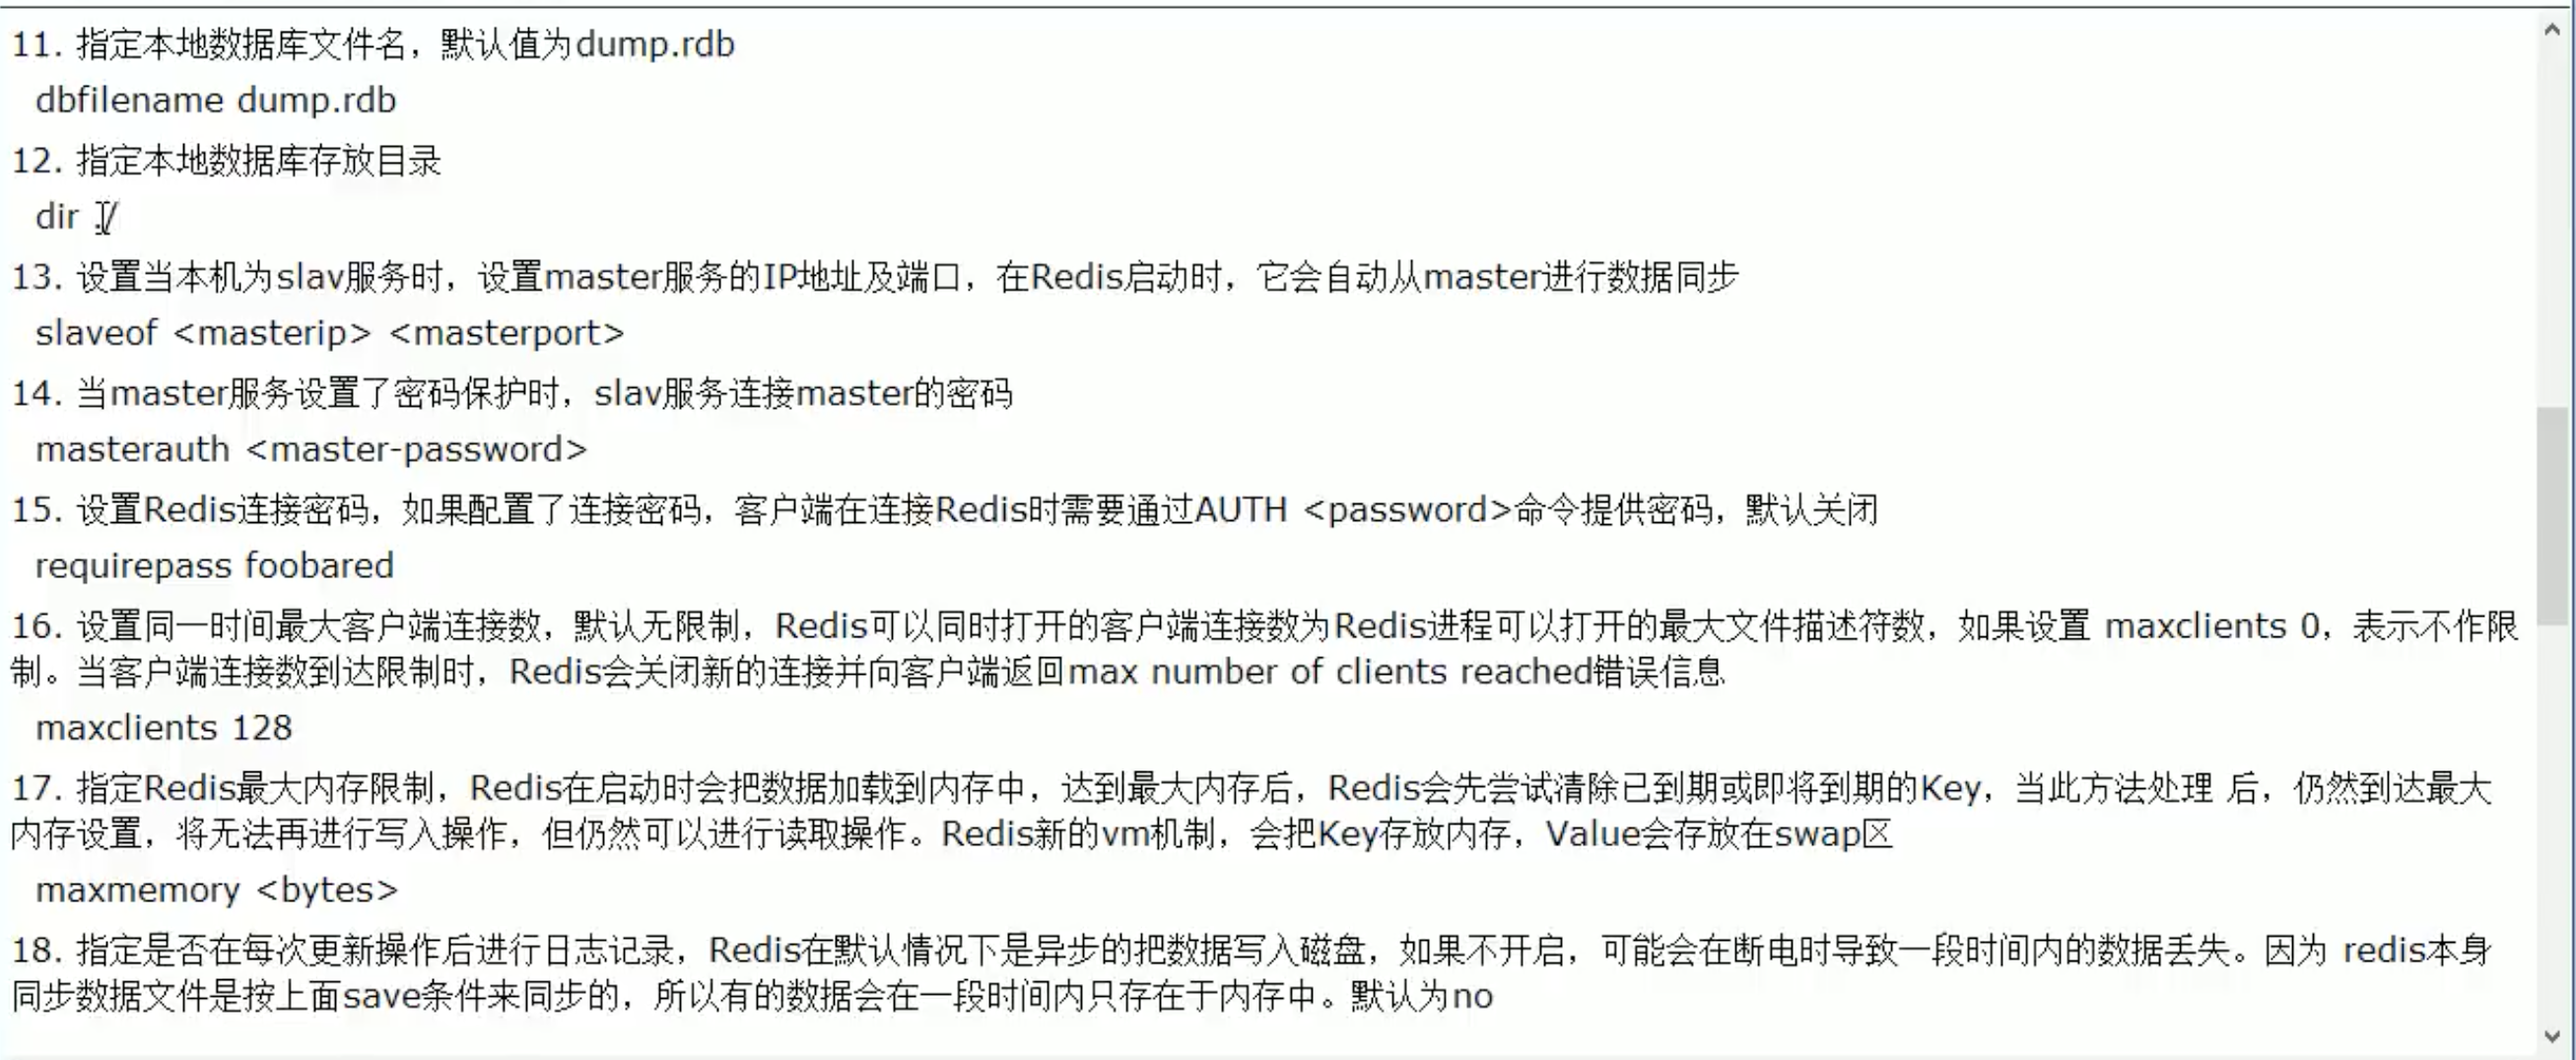 11. 指定本地数据库文件名，默认值为dump.rdb
dbfilename dump.rdb
12. 指定本地数据库存放目录
dir ./
13. 设置当本机为slav服务时，设置master服务的IP地址及端口，在Redis启动时，它会自动从master进行数据同步
slaveof <masterip> <masterport>
14. 当master服务设置了密码保护时，slav服务连接master的密码
masterauth <master-password>
15. 设置Redis连接密码，如果配置了连接密码，客户端在连接Redis时需要通过AUTH <password>命令提供密码，默认关闭
requirepass foobared
16. 设置同一时间最大客户端连接数，默认无限制，Redis可以同时打开的客户端连接数为Redis进程可以打开的最大文件描述符数，如果设置 maxclients 0，表示不作限
制。当客户端连接数到达限制时，Redis会关闭新的连接并向客户端返回max number of clients reached错误信息
maxclients 128
17. 指定Redis最大内存限制，Redis在启动时会把数据加载到内存中，达到最大内存后，Redis会先尝试清除已到期或即将到期的Key，当此方法处理 后，仍然到达最大
内存设置，将无法再进行写入操作，但仍然可以进行读取操作。Redis新的vm机制，会把Key存放内存，Value会存放在swap区
maxmemory <bytes>
18. 指定是否在每次更新操作后进行日志记录，Redis在默认情况下是异步的把数据写入磁盘，如果不开启，可能会在断电时导致一段时间内的数据丢失。因为 redis本身
同步数据文件是按上面save条件来同步的，所以有的数据会在一段时间内只存在于内存中。默认为no